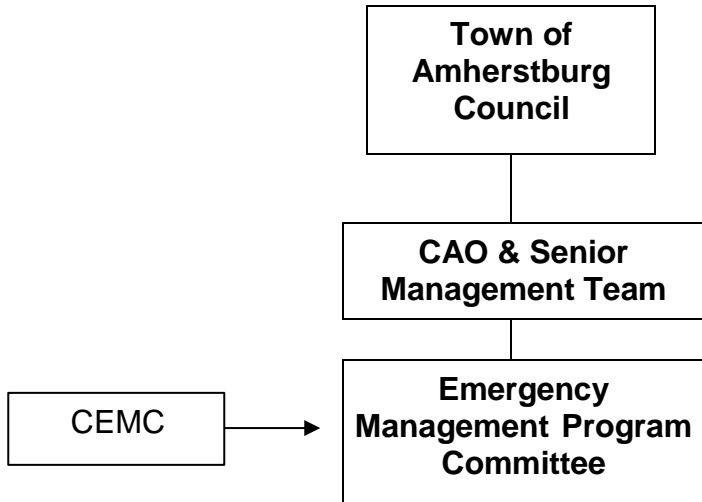 Town of
Amherstburg
Council
CAO & Senior
Management Team
CEMC
Emergency
Management Program
Committee